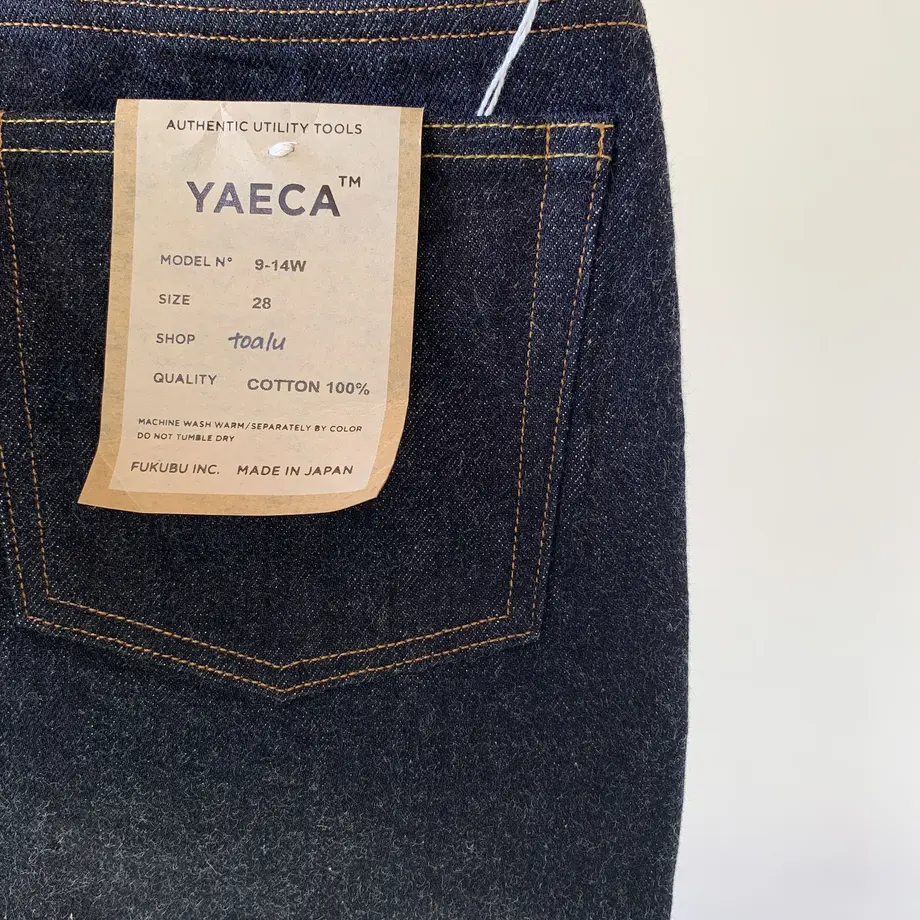 AUTHENTIC UTILITY TOOLS
YAECA™
MODEL N° 9-14W
SIZE 28
SHOP toalu
QUALITY COTTON 100%
MACHINE WASH WARM/SEPARATELY BY COLOR
DO NOT TUMBLE DRY
FUKUBU INC. MADE IN JAPAN